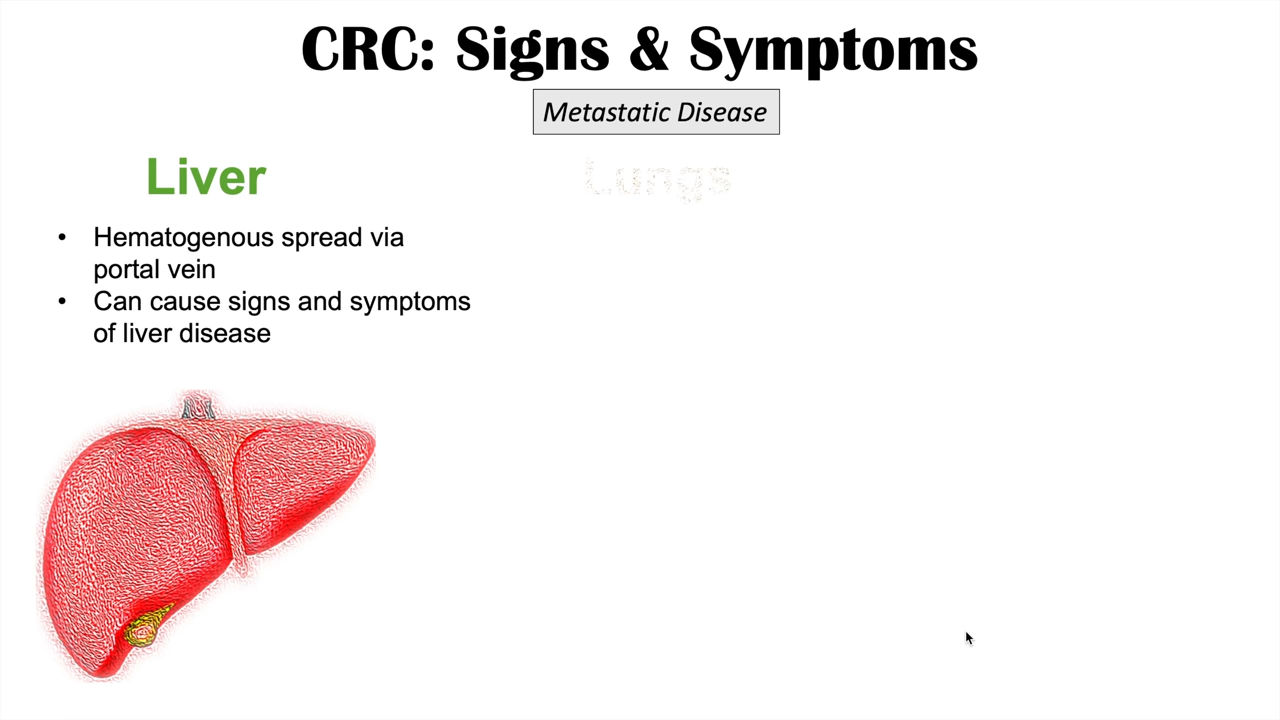 CRC: Signs & Symptoms
Metastatic Disease
Liver
Lungs
• Hematogenous spread via
portal vein
• Can cause signs and symptoms
of liver disease